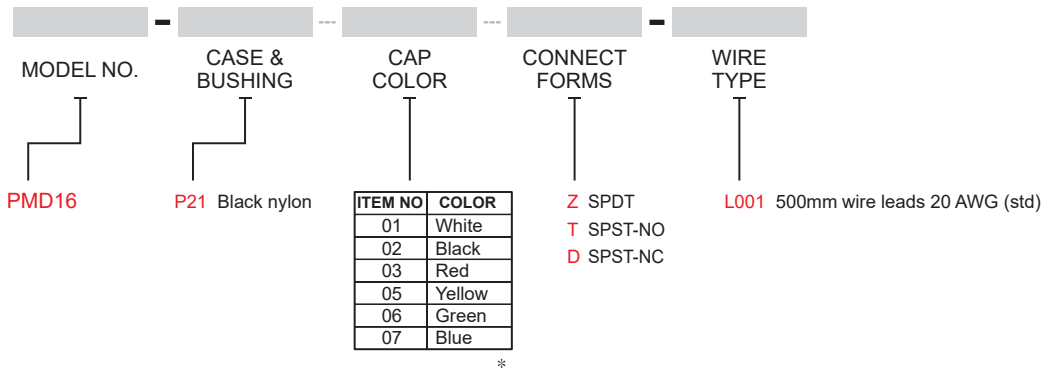 MODEL NO. CASE & BUSHING CAP COLOR CONNECT FORMS WIRE TYPE
PMD16
P21 Black nylon
ITEM NO COLOR
01 White
02 Black
03 Red
05 Yellow
06 Green
07 Blue
*
Z SPDT
T SPST-NO
D SPST-NC
L001 500mm wire leads 20 AWG (std)